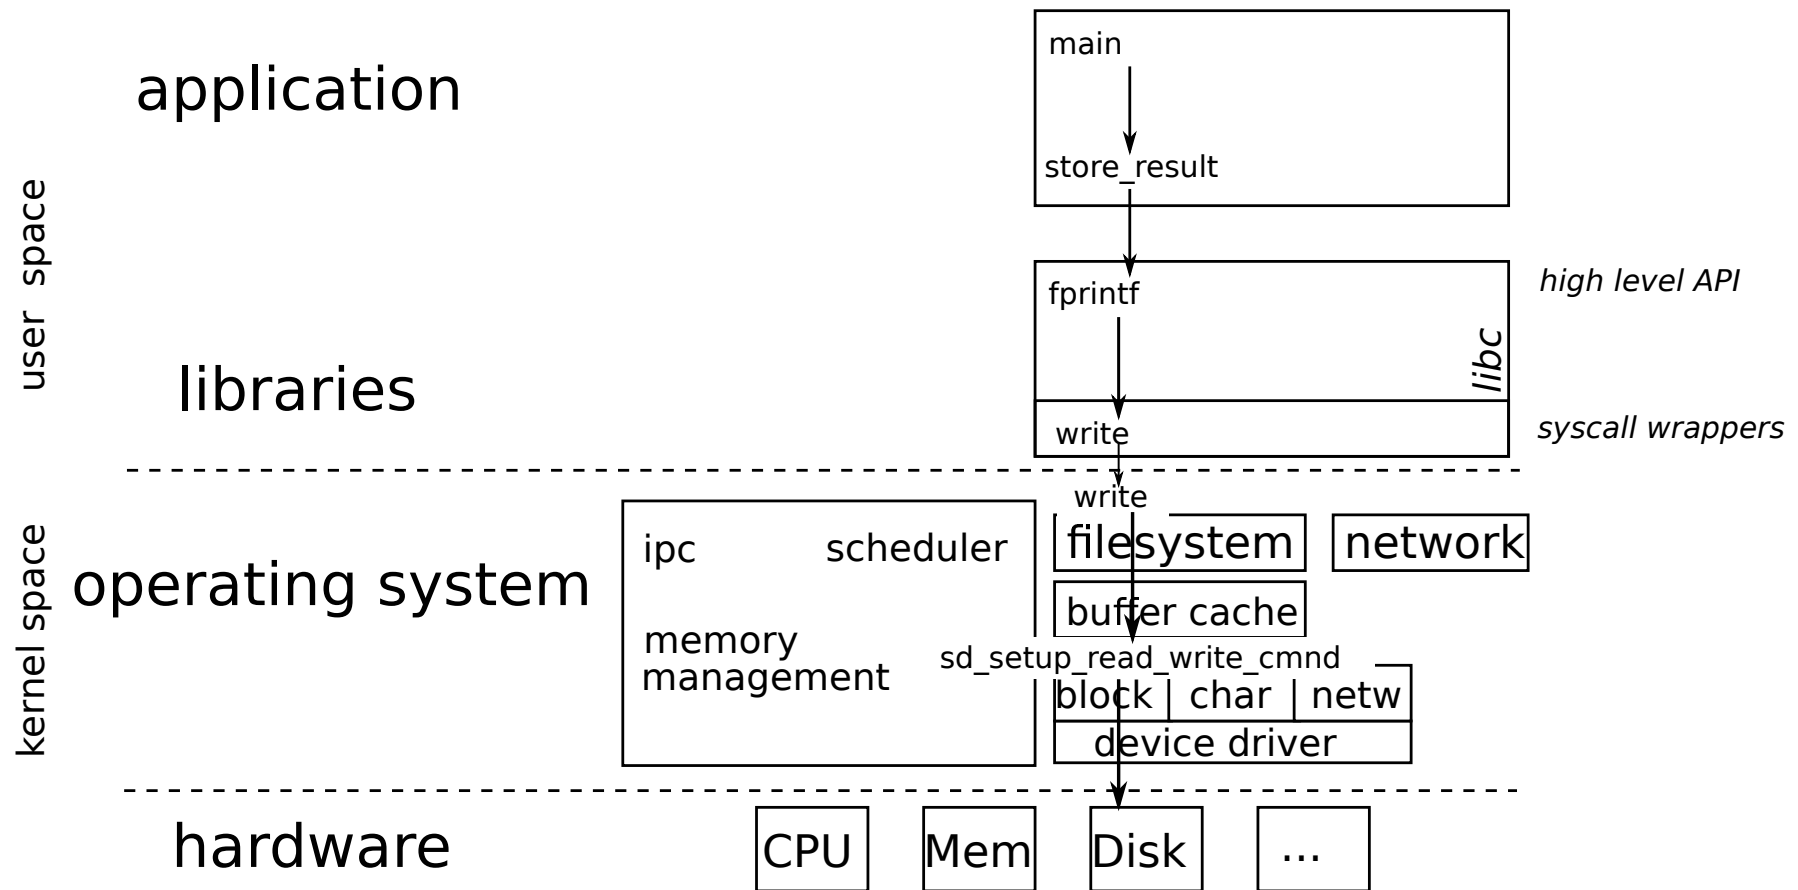 main
application
store_result
user space
fprintf
high level API
libc
libraries
write
syscall wrappers
write
kernel space
operating system
ipc
scheduler
filesystem
network
buffer cache
memory
management
sd_setup_read_write_cmnd
block
char
netw
device driver
hardware
CPU
Mem
Disk
...